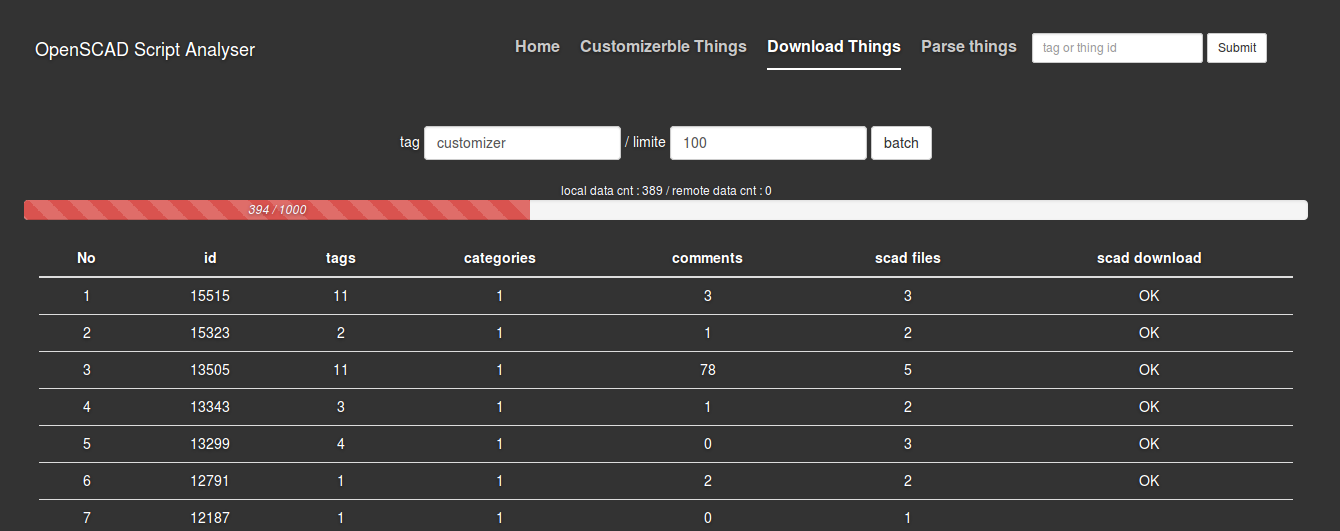 OpenSCAD Script Analyser Home Customizerble Things Download Things Parse things tag or thing id Submit
tag customizer / limite 100 batch
local data cnt : 389 / remote data cnt : 0
394 / 1000
No id tags categories comments scad files scad download
1 15515 11 1 3 3 OK
2 15323 2 1 1 2 OK
3 13505 11 1 78 5 OK
4 13343 3 1 1 2 OK
5 13299 4 1 0 3 OK
6 12791 1 1 2 2 OK
7 12187 1 1 0 1